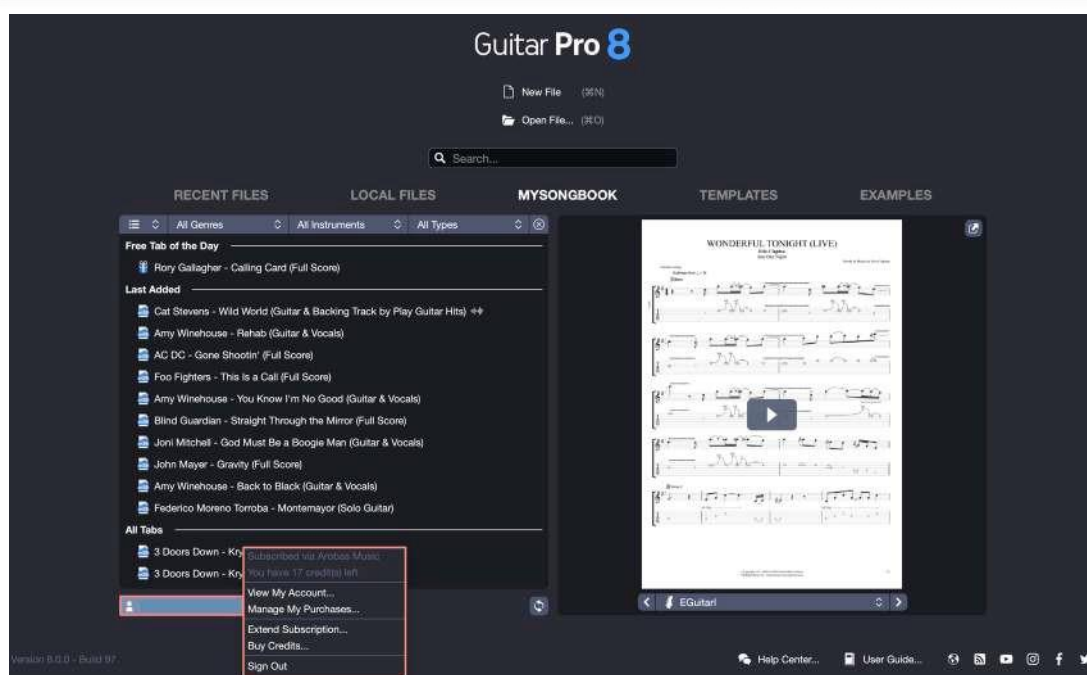 Guitar Pro 8
New File (⌘N)
Open File... (⌘O)
Search...
RECENT FILES LOCAL FILES MYSONGBOOK TEMPLATES EXAMPLES
All Genres All Instruments All Types
Free Tab of the Day
Rory Gallagher - Calling Card (Full Score)
Last Added
Cat Stevens - Wild World (Guitar & Backing Track by Play Guitar Hits)
Amy Winehouse - Rehab (Guitar & Vocals)
AC DC - Gone Shootin' (Full Score)
Foo Fighters - This Is a Call (Full Score)
Amy Winehouse - You Know I'm No Good (Guitar & Vocals)
Blind Guardian - Straight Through the Mirror (Full Score)
Joni Mitchell - God Must Be a Boogie Man (Guitar & Vocals)
John Mayer - Gravity (Full Score)
Amy Winehouse - Back to Black (Guitar & Vocals)
Federico Moreno Torroba - Montemayor (Solo Guitar)
All Tabs
3 Doors Down - Kry
3 Doors Down - Kry
Subscribed via Arobas Music
You have 17 credit(s) left
View My Account...
Manage My Purchases...
Extend Subscription...
Buy Credits...
Sign Out
WONDERFUL TONIGHT (LIVE)
Eric Clapton
EGuitarI
Version 8.0.0 - Build 97
Help Center... User Guide...